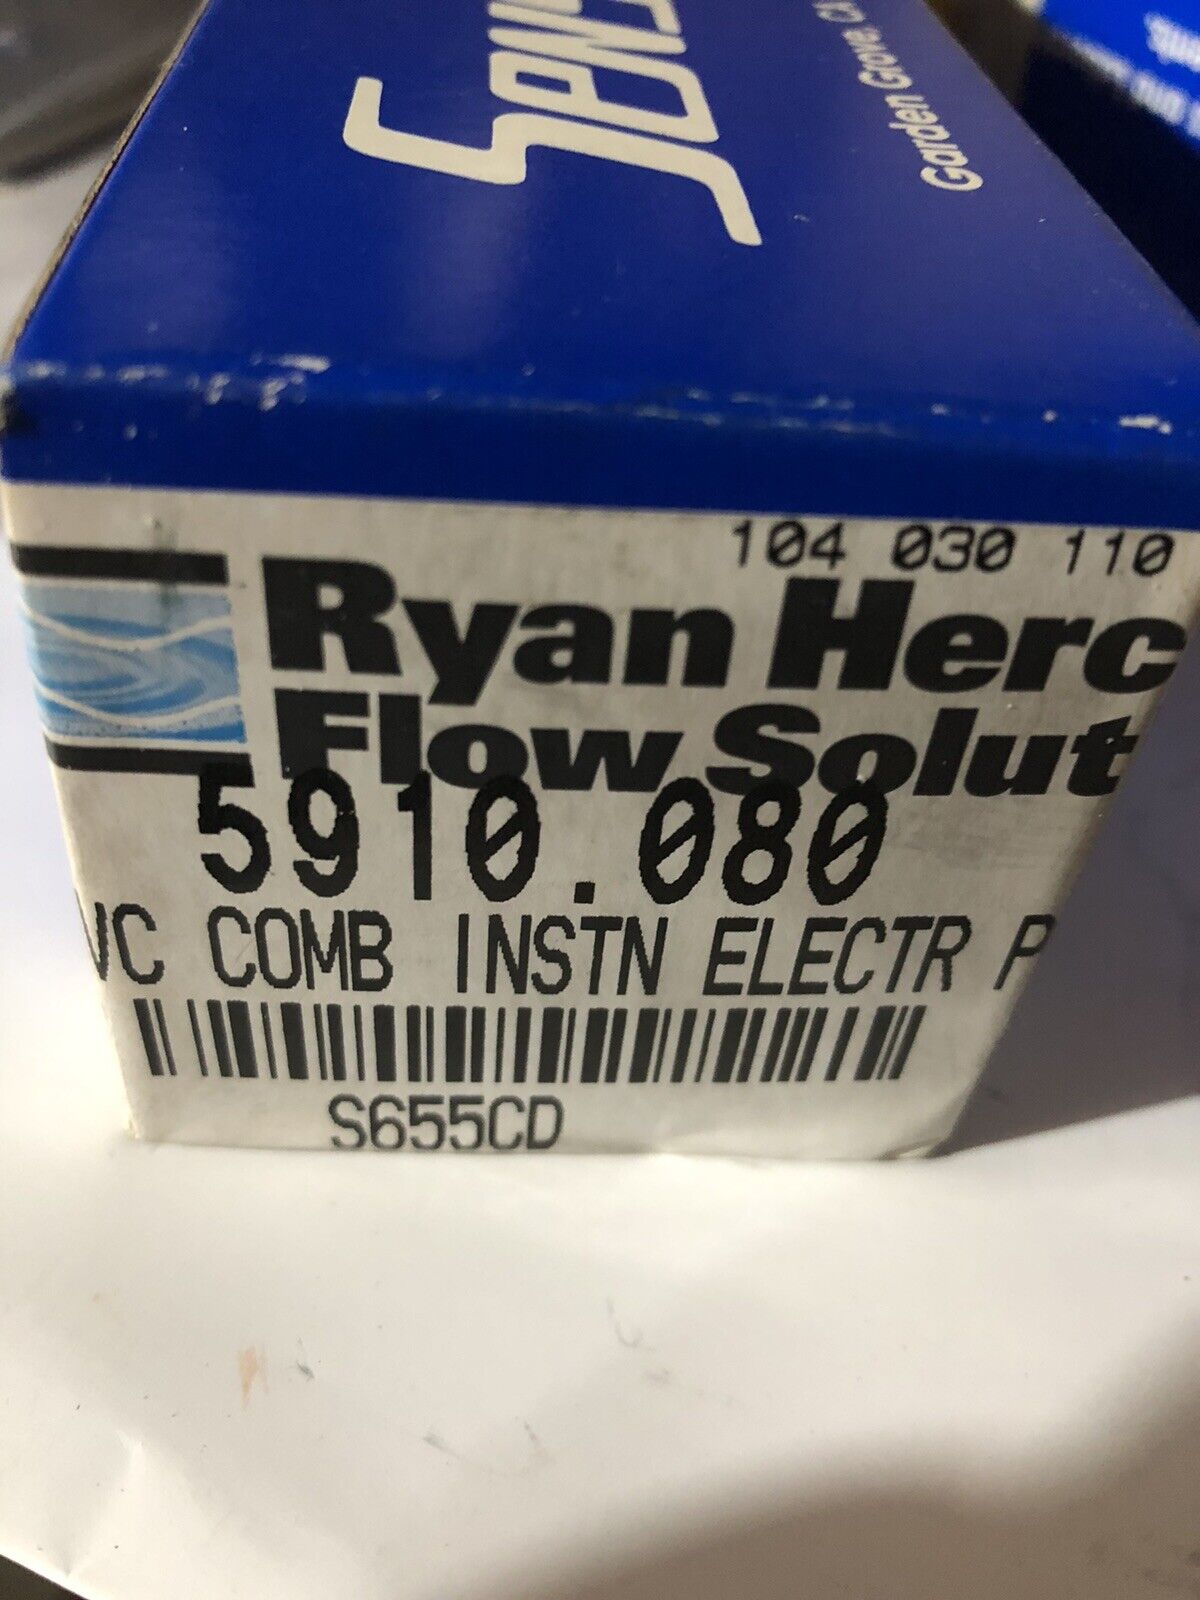 Garden Grove, CA
104 030 110
Ryan Herc
Flow Solut
5910.080
VC COMB INSTN ELECTR P
S655CD